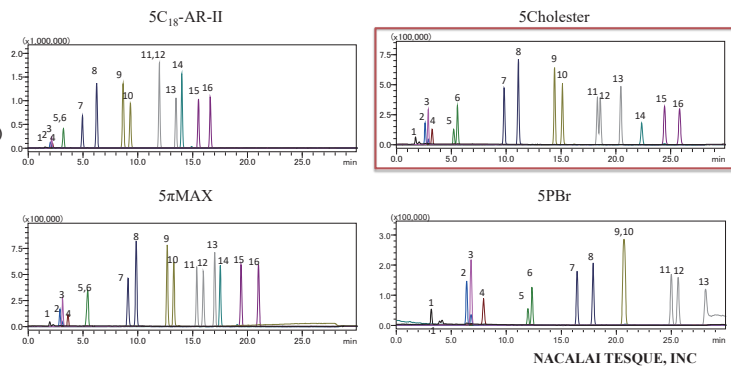 5C₁₈-AR-II
(x1,000,000)
2.0
1.5
1.0
0.5
0.0
1 2 3 4 5,6 7 8 9 10 11,12 13 14 15 16
0.0 5.0 10.0 15.0 20.0 25.0 min
5Cholester
(x100,000)
7.5
5.0
2.5
0.0
1 2 3 4 5 6 7 8 9 10 11 12 13 14 15 16
0.0 5.0 10.0 15.0 20.0 25.0 min
)
5πMAX
(x100,000)
7.5
5.0
2.5
0.0
1 2 3 4 5,6 7 8 9 10 11 12 13 14 15 16
0.0 5.0 10.0 15.0 20.0 25.0 min
5PBr
(x100,000)
3.0
2.0
1.0
0.0
1 2 3 4 5 6 7 8 9,10 11 12 13
0.0 5.0 10.0 15.0 20.0 25.0 min
NACALAI TESQUE, INC